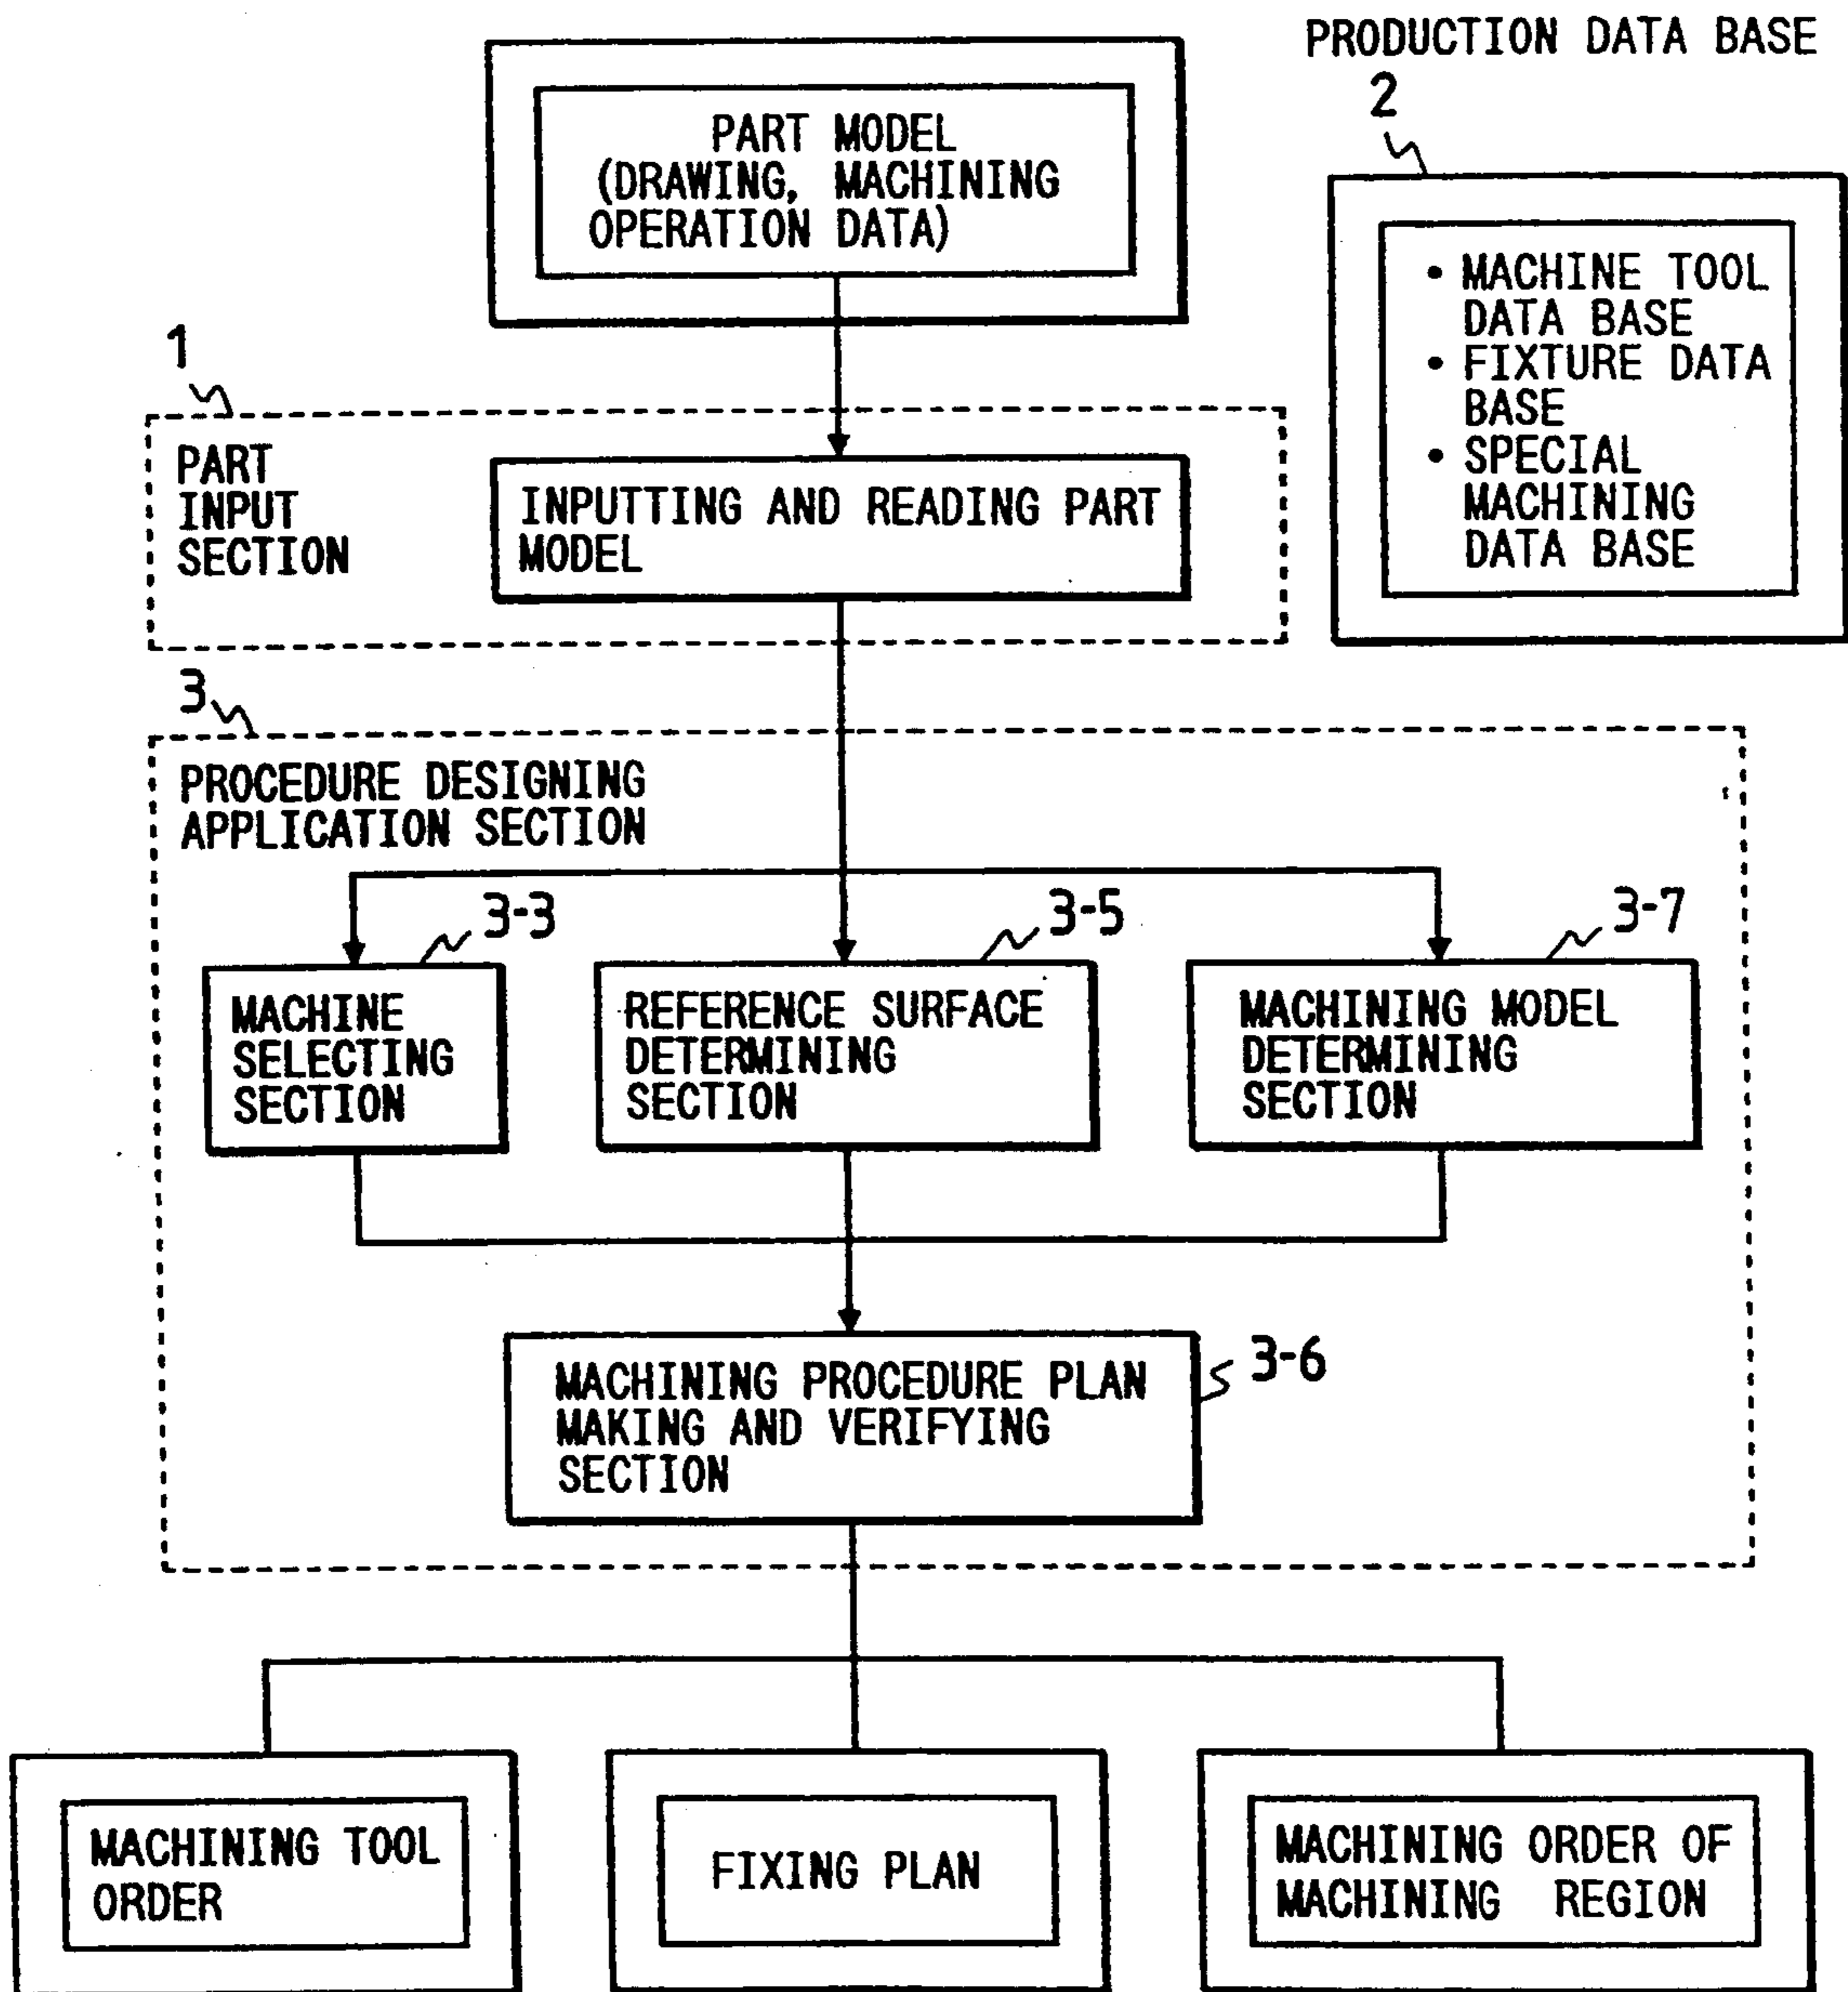 PRODUCTION DATA BASE
2
PART MODEL
(DRAWING, MACHINING
OPERATION DATA)
• MACHINE TOOL
DATA BASE
• FIXTURE DATA
BASE
• SPECIAL
MACHINING
DATA BASE
1
PART
INPUT
SECTION
INPUTTING AND READING PART
MODEL
3
PROCEDURE DESIGNING
APPLICATION SECTION
3-3
MACHINE
SELECTING
SECTION
3-5
REFERENCE SURFACE
DETERMINING
SECTION
3-7
MACHINING MODEL
DETERMINING
SECTION
3-6
MACHINING PROCEDURE PLAN
MAKING AND VERIFYING
SECTION
MACHINING TOOL
ORDER
FIXING PLAN
MACHINING ORDER OF
MACHINING REGION